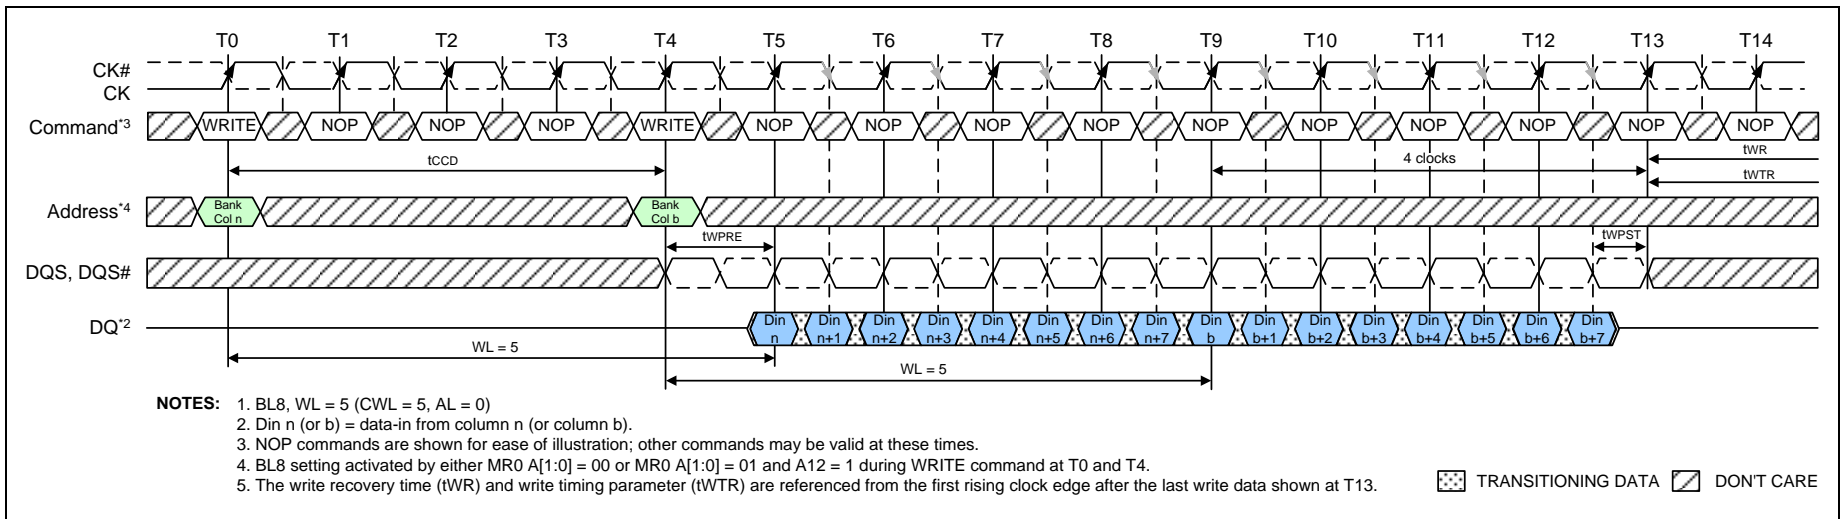 T0 T1 T2 T3 T4 T5 T6 T7 T8 T9 T10 T11 T12 T13 T14
CK#
CK
Command*3 WRITE NOP NOP NOP WRITE NOP NOP NOP NOP NOP NOP NOP NOP NOP NOP
tCCD 4 clocks tWR
tWTR
Address*4 Bank Col n Bank Col b
tWPRE tWPST
DQS, DQS#
DQ*2 Din n Din n+1 Din n+2 Din n+3 Din n+4 Din n+5 Din n+6 Din n+7 Din b Din b+1 Din b+2 Din b+3 Din b+4 Din b+5 Din b+6 Din b+7
WL = 5
WL = 5
NOTES: 1. BL8, WL = 5 (CWL = 5, AL = 0)
2. Din n (or b) = data-in from column n (or column b).
3. NOP commands are shown for ease of illustration; other commands may be valid at these times.
4. BL8 setting activated by either MR0 A[1:0] = 00 or MR0 A[1:0] = 01 and A12 = 1 during WRITE command at T0 and T4.
5. The write recovery time (tWR) and write timing parameter (tWTR) are referenced from the first rising clock edge after the last write data shown at T13.
TRANSITIONING DATA DON'T CARE